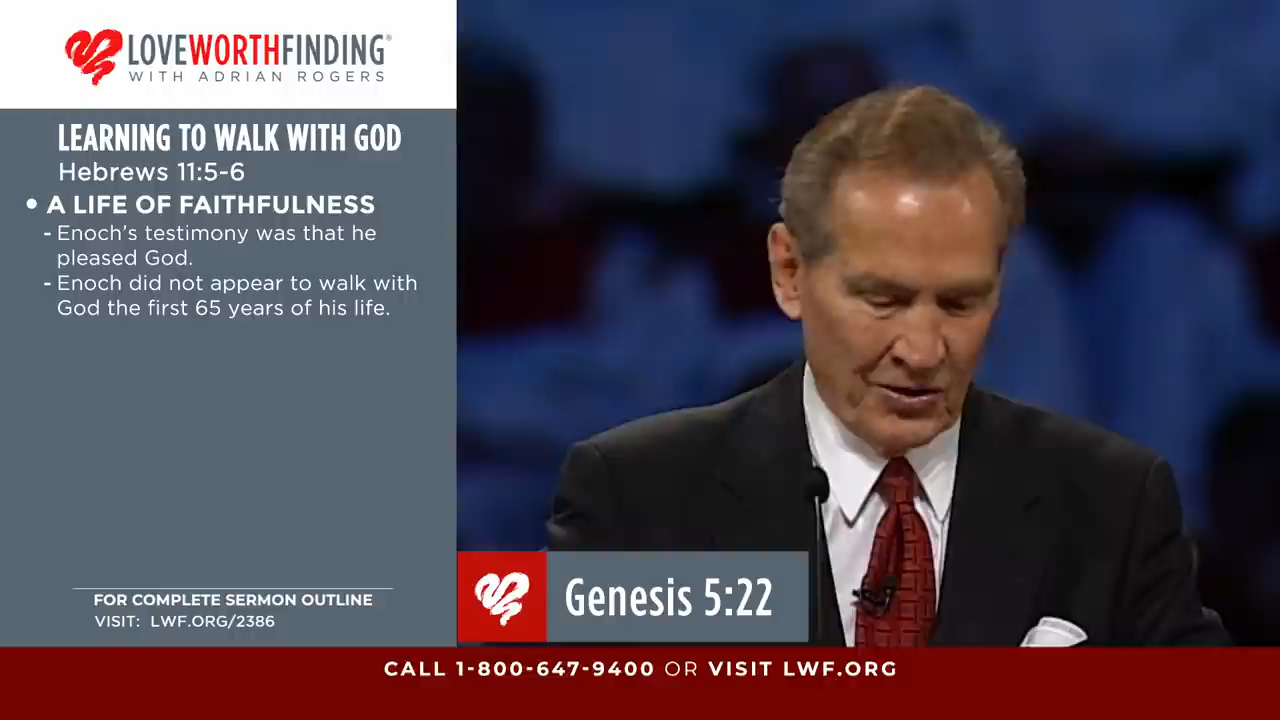 LOVEWORTHFINDING®
WITH ADRIAN ROGERS
LEARNING TO WALK WITH GOD
Hebrews 11:5-6
• A LIFE OF FAITHFULNESS
- Enoch’s testimony was that he
pleased God.
- Enoch did not appear to walk with
God the first 65 years of his life.
FOR COMPLETE SERMON OUTLINE
VISIT: LWF.ORG/2386
Genesis 5:22
CALL 1-800-647-9400 OR VISIT LWF.ORG